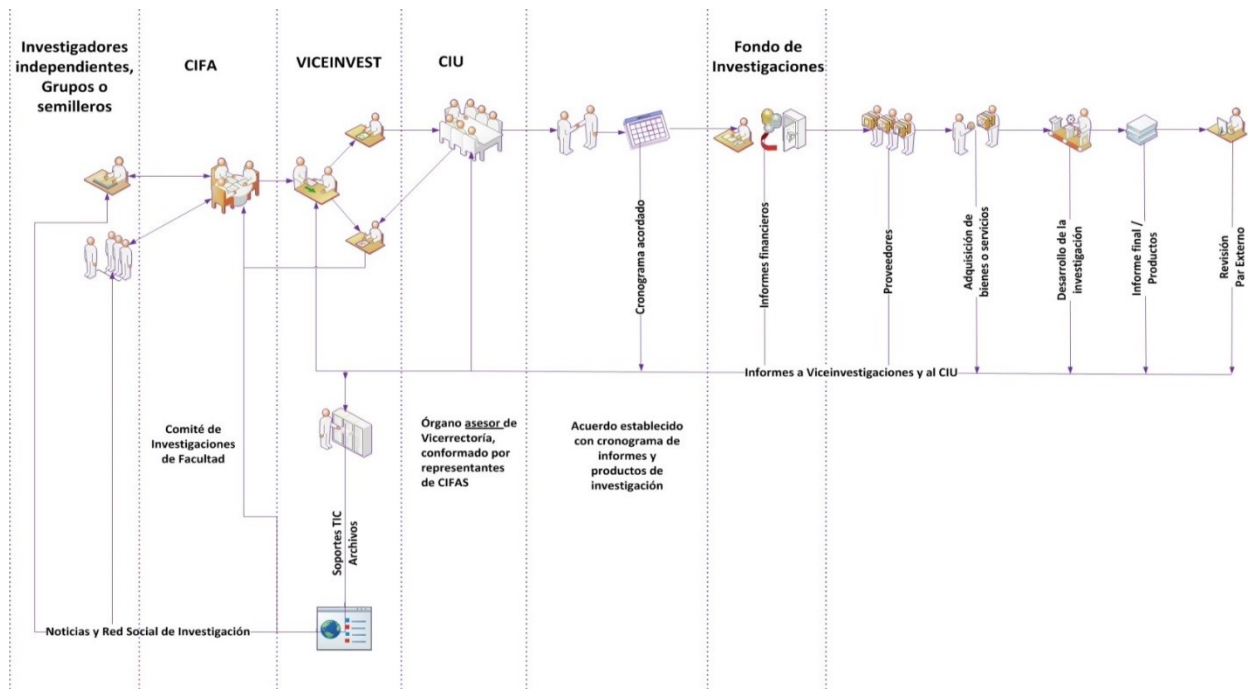 Investigadores
independientes,
Grupos o
semilleros
CIFA
VICEINVEST
CIU
Fondo de
Investigaciones
Cronograma acordado
Informes financieros
Proveedores
Adquisición de
bienes o servicios
Desarrollo de la
investigación
Informe final /
Productos
Revisión
Par Externo
Informes a Viceinvestigaciones y al CIU
Comité de
Investigaciones
de Facultad
Órgano asesor de
Vicerrectoría,
conformado por
representantes
de CIFAS
Acuerdo establecido
con cronograma de
informes y
productos de
investigación
Soportes TIC
Archivos
Noticias y Red Social de Investigación